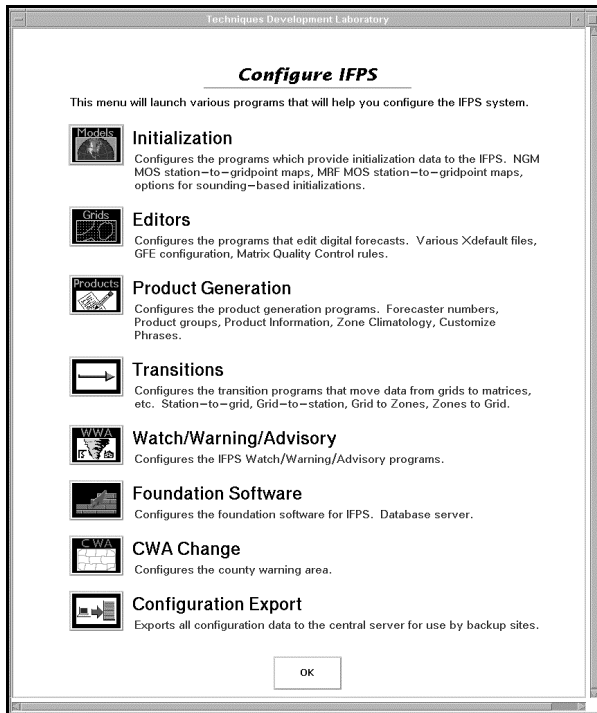 Techniques Development Laboratory
Configure IFPS
This menu will launch various programs that will help you configure the IFPS system.
Models
Initialization
Configures the programs which provide initialization data to the IFPS. NGM
MOS station-to-gridpoint maps, MRF MOS station-to-gridpoint maps,
options for sounding-based initializations.
Grids
Editors
Configures the programs that edit digital forecasts. Various Xdefault files,
GFE configuration, Matrix Quality Control rules.
Products
Product Generation
Configures the product generation programs. Forecaster numbers,
Product groups, Product Information, Zone Climatology, Customize
Phrases.
Transitions
Configures the transition programs that move data from grids to matrices,
etc. Station-to-grid, Grid-to-station, Grid to Zones, Zones to Grid.
WWA
Watch/Warning/Advisory
Configures the IFPS Watch/Warning/Advisory programs.
Foundation Software
Configures the foundation software for IFPS. Database server.
CWA
CWA Change
Configures the county warning area.
Configuration Export
Exports all configuration data to the central server for use by backup sites.
OK